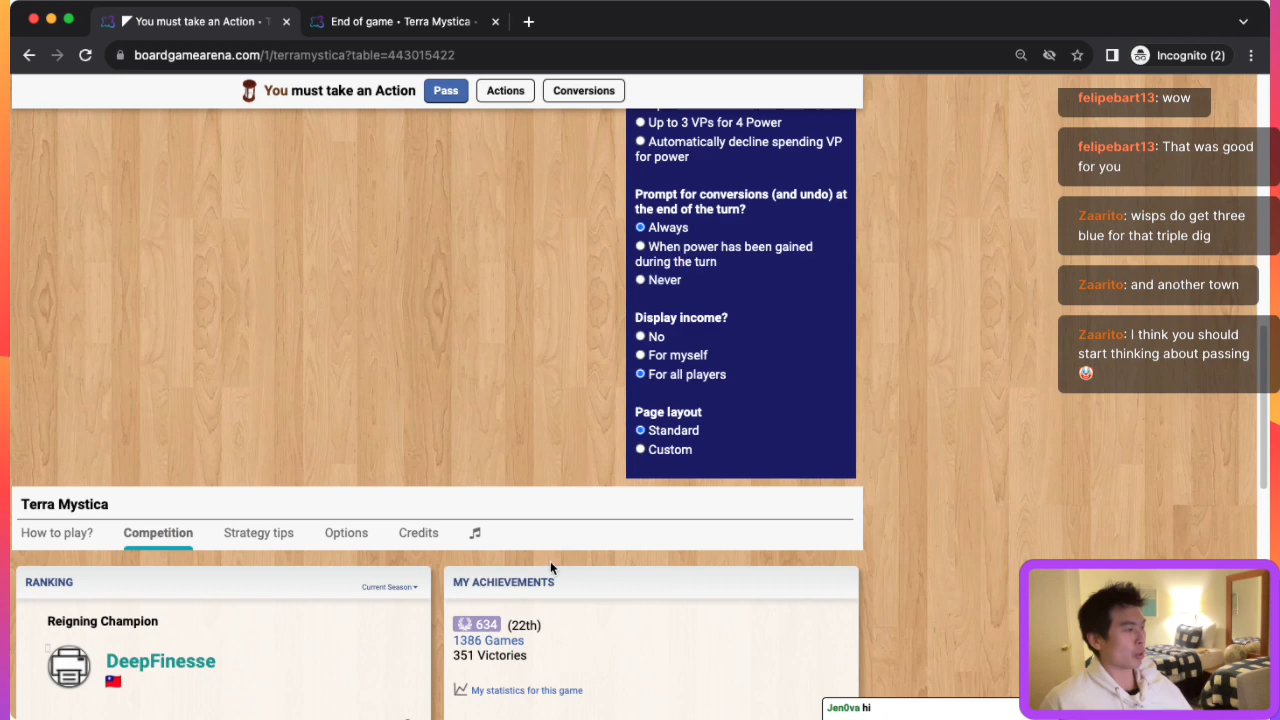 You must take an Action • T
End of game • Terra Mystica •
boardgamearena.com/1/terramystica?table=443015422
Incognito (2)
You must take an Action
Pass
Actions
Conversions
Up to 3 VPs for 4 Power
Automatically decline spending VP
for power
Prompt for conversions (and undo) at
the end of the turn?
Always
When power has been gained
during the turn
Never
Display income?
No
For myself
For all players
Page layout
Standard
Custom
felipebart13: wow
felipebart13: That was good
for you
Zaarito: wisps do get three
blue for that triple dig
Zaarito: and another town
Zaarito: I think you should
start thinking about passing
Terra Mystica
How to play?
Competition
Strategy tips
Options
Credits
RANKING
Current Season
Reigning Champion
DeepFinesse
MY ACHIEVEMENTS
634 (22th)
1386 Games
351 Victories
My statistics for this game
Jen0va hi